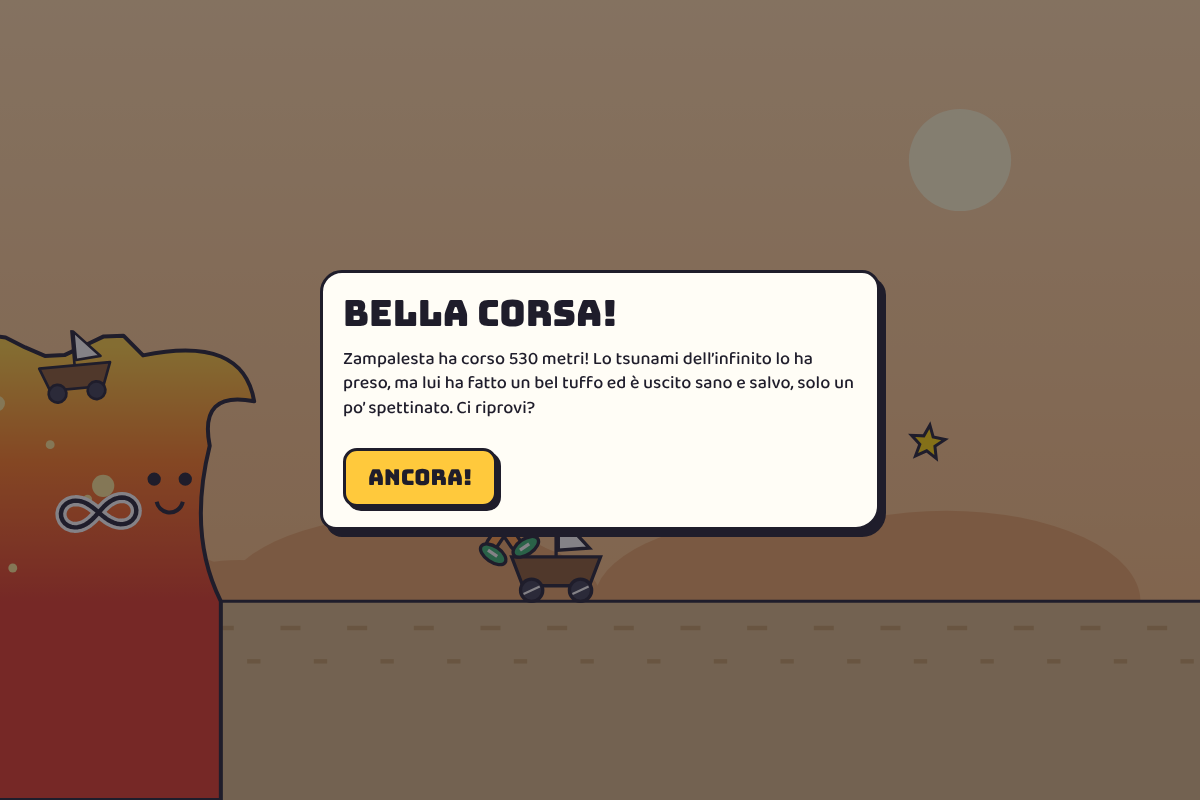 BELLA CORSA!
Zampalesta ha corso 530 metri! Lo tsunami dell’infinito lo ha
preso, ma lui ha fatto un bel tuffo ed è uscito sano e salvo, solo un
po’ spettinato. Ci riprovi?
ANCORA!